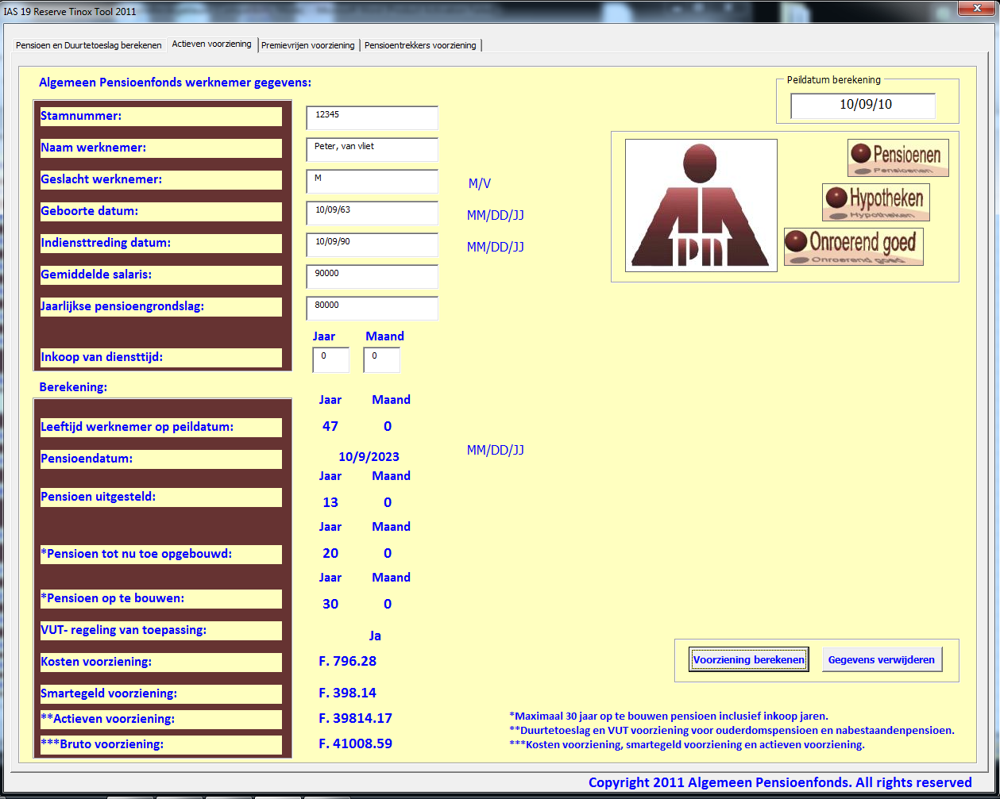 IAS 19 Reserve Tinox Tool 2011
Pensioen en Duurtetoeslag berekenen
Actieven voorziening
Premievrijen voorziening
Pensioentrekkers voorziening
Algemeen Pensioenfonds werknemer gegevens:
Peildatum berekening
10/09/10
Stamnummer: 12345
Naam werknemer: Peter, van vliet
Geslacht werknemer: M M/V
Geboorte datum: 10/09/63 MM/DD/JJ
Indiensttreding datum: 10/09/90 MM/DD/JJ
Gemiddelde salaris: 90000
Jaarlijkse pensioengrondslag: 80000
Jaar Maand
Inkoop van diensttijd: 0 0
apn
Pensioenen
Pensioenen
Hypotheken
Hypotheken
Onroerend goed
Onroerend goed
Berekening:
Jaar Maand
Leeftijd werknemer op peildatum: 47 0
Pensioendatum: 10/9/2023 MM/DD/JJ
Jaar Maand
Pensioen uitgesteld: 13 0
Jaar Maand
*Pensioen tot nu toe opgebouwd: 20 0
Jaar Maand
*Pensioen op te bouwen: 30 0
VUT- regeling van toepassing: Ja
Kosten voorziening: F. 796.28
Smartegeld voorziening: F. 398.14
**Actieven voorziening: F. 39814.17
***Bruto voorziening: F. 41008.59
Voorziening berekenen
Gegevens verwijderen
*Maximaal 30 jaar op te bouwen pensioen inclusief inkoop jaren.
**Duurtetoeslag en VUT voorziening voor ouderdomspensioen en nabestaandenpensioen.
***Kosten voorziening, smartegeld voorziening en actieven voorziening.
Copyright 2011 Algemeen Pensioenfonds. All rights reserved